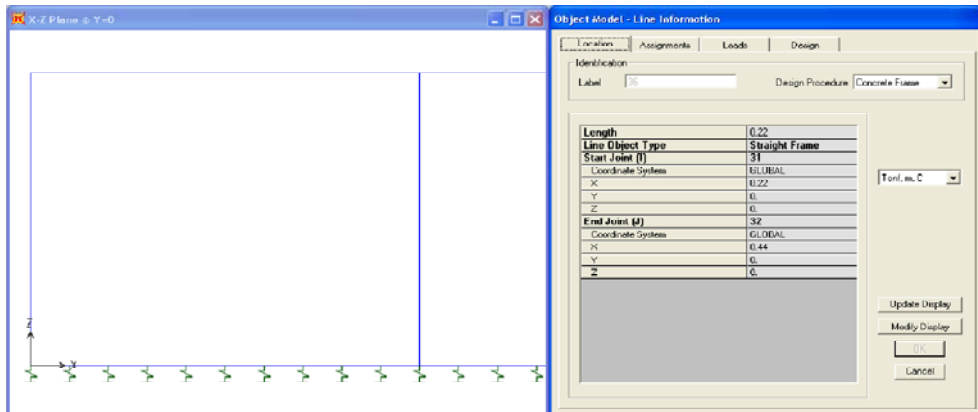 X-Z Plane @ Y=0
Z
X
Object Model - Line Information
Location Assignments Loads Design
Identification
Label 36 Design Procedure Concrete Frame
Length 0.22
Line Object Type Straight Frame
Start Joint (I) 31
Coordinate System GLOBAL
X 0.22
Y 0.
Z 0.
End Joint (J) 32
Coordinate System GLOBAL
X 0.44
Y 0.
Z 0.
Tonf, m, C
Update Display
Modify Display
OK
Cancel